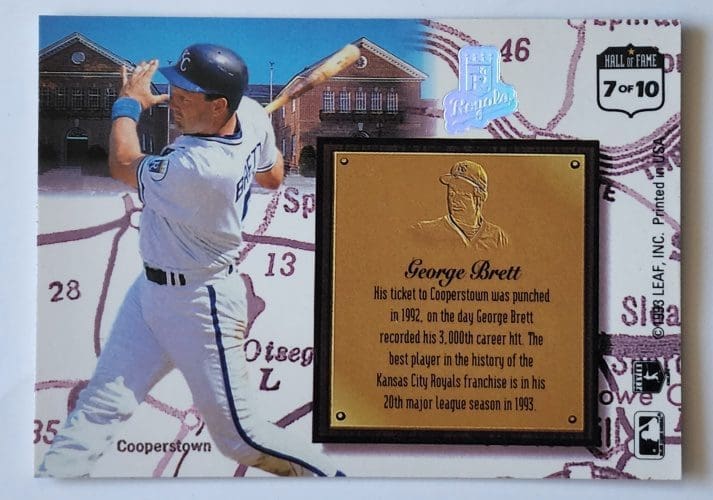 KC
BRETT
46
Royals
HALL OF FAME
7 OF 10
© 1993 LEAF, INC. Printed in USA
Sp
13
28
Otseg
L
35
Cooperstown
George Brett
His ticket to Cooperstown was punched
in 1992, on the day George Brett
recorded his 3,000th career hit. The
best player in the history of the
Kansas City Royals franchise is in his
20th major league season in 1993.